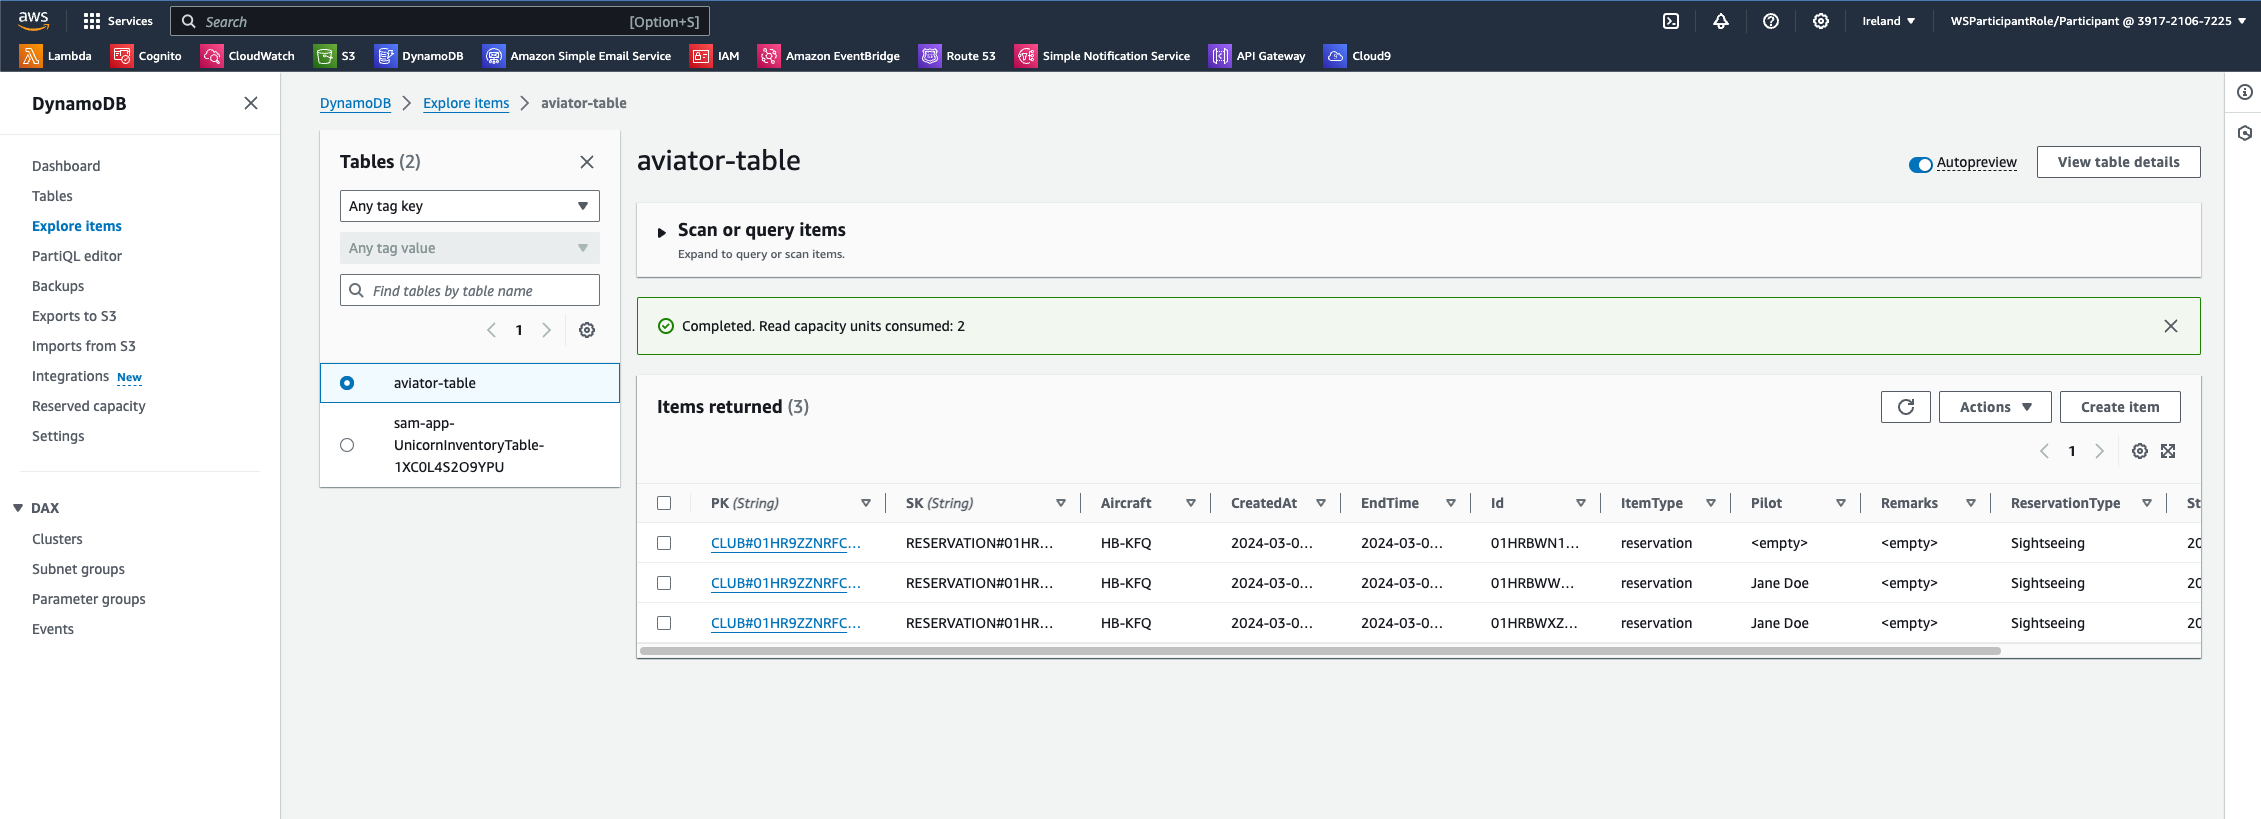 aws
Services
Search
[Option+S]
Ireland
WSParticipantRole/Participant @ 3917-2106-7225
Lambda
Cognito
CloudWatch
S3
DynamoDB
Amazon Simple Email Service
IAM
Amazon EventBridge
Route 53
Simple Notification Service
API Gateway
Cloud9
DynamoDB
Dashboard
Tables
Explore items
PartiQL editor
Backups
Exports to S3
Imports from S3
Integrations New
Reserved capacity
Settings
DAX
Clusters
Subnet groups
Parameter groups
Events
DynamoDB > Explore items > aviator-table
Tables (2)
Any tag key
Any tag value
Find tables by table name
1
aviator-table
sam-app-
UnicornInventoryTable-
1XC0L4S2O9YPU
aviator-table
Autopreview
View table details
Scan or query items
Expand to query or scan items.
Completed. Read capacity units consumed: 2
Items returned (3)
Actions
Create item
1
PK (String) SK (String) Aircraft CreatedAt EndTime Id ItemType Pilot Remarks ReservationType St
CLUB#01HR9ZZNRFC... RESERVATION#01HR... HB-KFQ 2024-03-0... 2024-03-0... 01HRBWN1... reservation <empty> <empty> Sightseeing 20
CLUB#01HR9ZZNRFC... RESERVATION#01HR... HB-KFQ 2024-03-0... 2024-03-0... 01HRBWW... reservation Jane Doe <empty> Sightseeing 20
CLUB#01HR9ZZNRFC... RESERVATION#01HR... HB-KFQ 2024-03-0... 2024-03-0... 01HRBWXZ... reservation Jane Doe <empty> Sightseeing 20